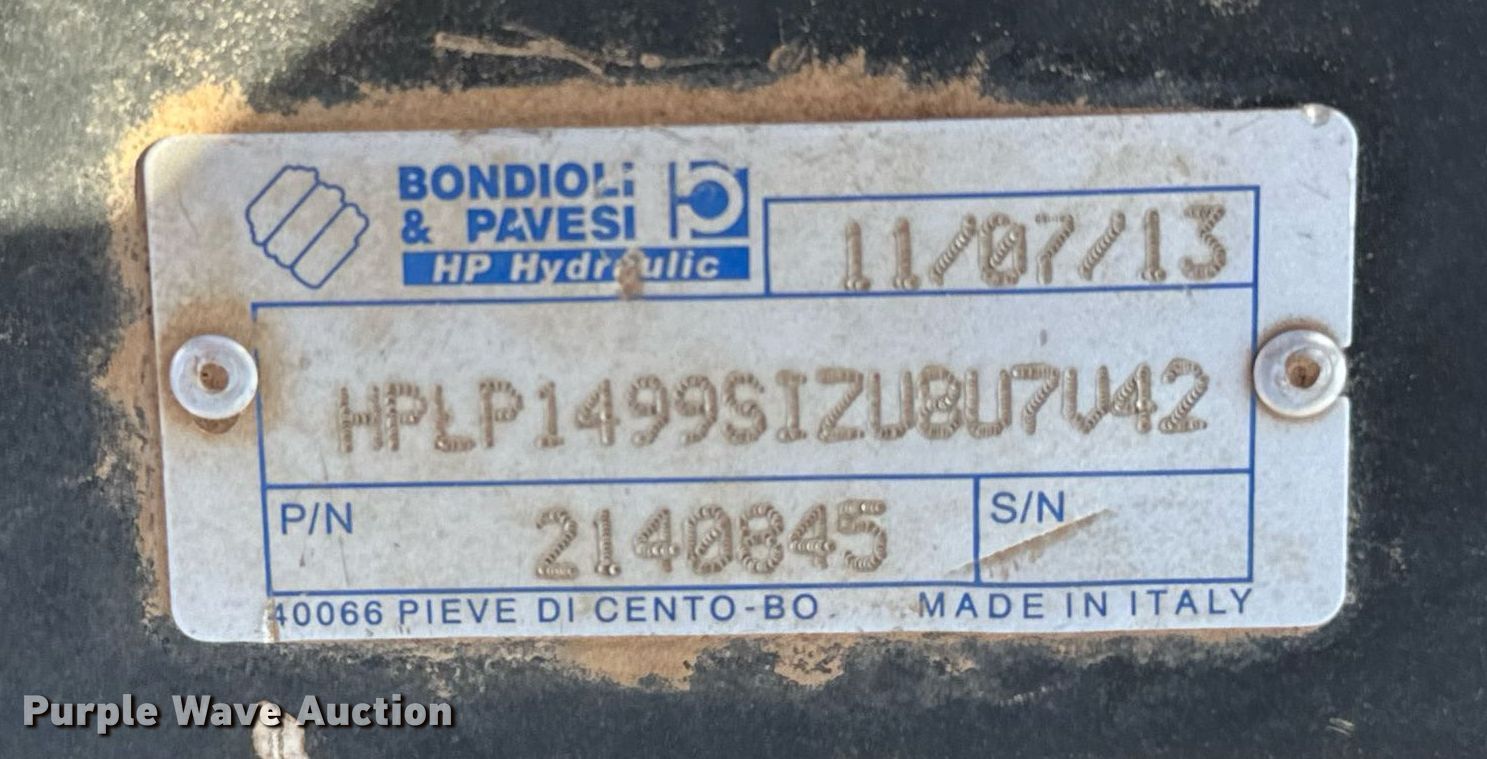 BONDIOLI
& PAVESI
HP Hydraulic
11/07/13
HPLP1499SIZU8U7V42
P/N 2140845 S/N
40066 PIEVE DI CENTO-BO. MADE IN ITALY
Purple Wave Auction